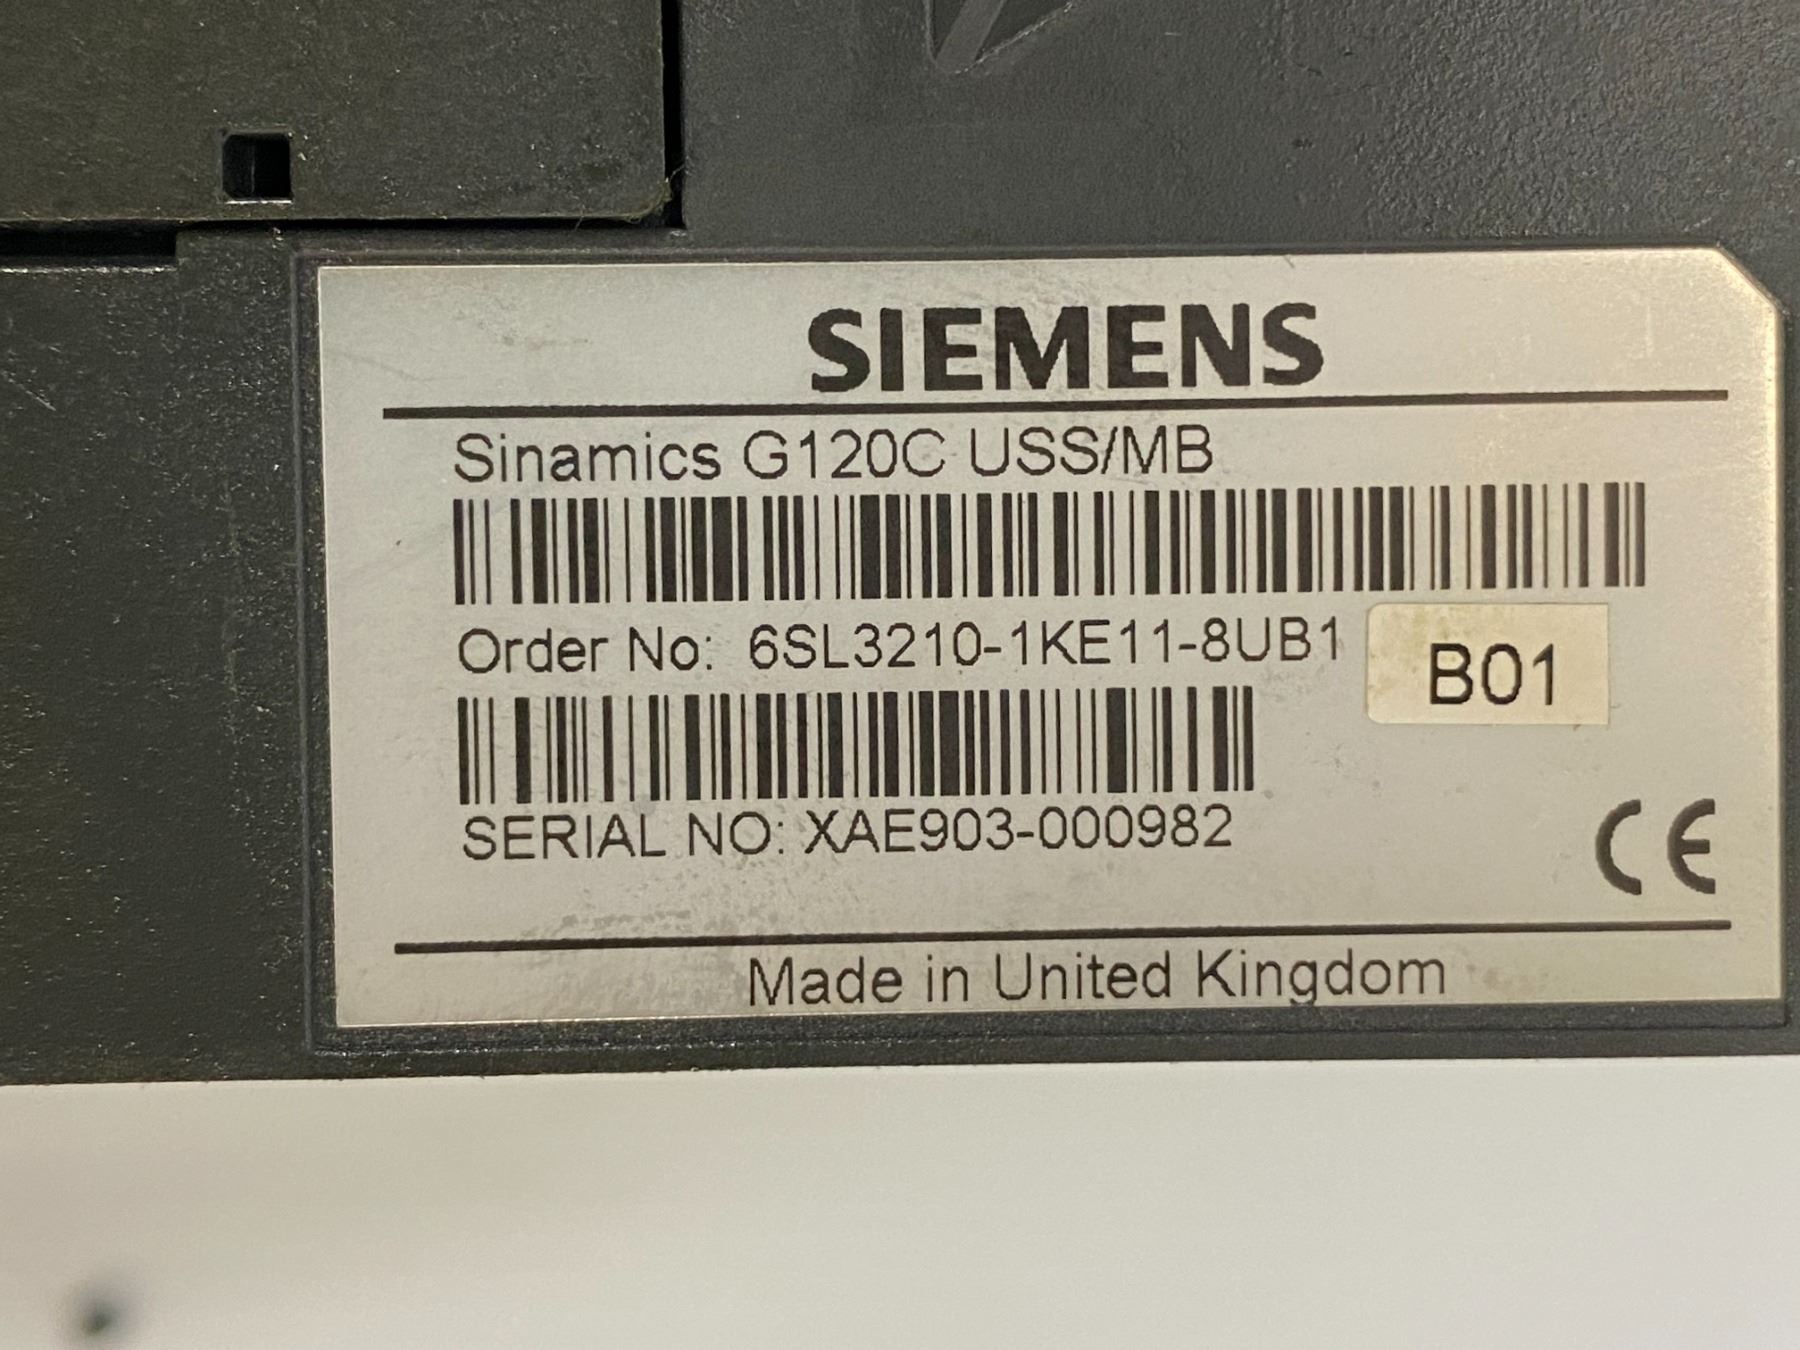 SIEMENS
Sinamics G120C USS/MB
Order No: 6SL3210-1KE11-8UB1
B01
SERIAL NO: XAE903-000982
CE
Made in United Kingdom